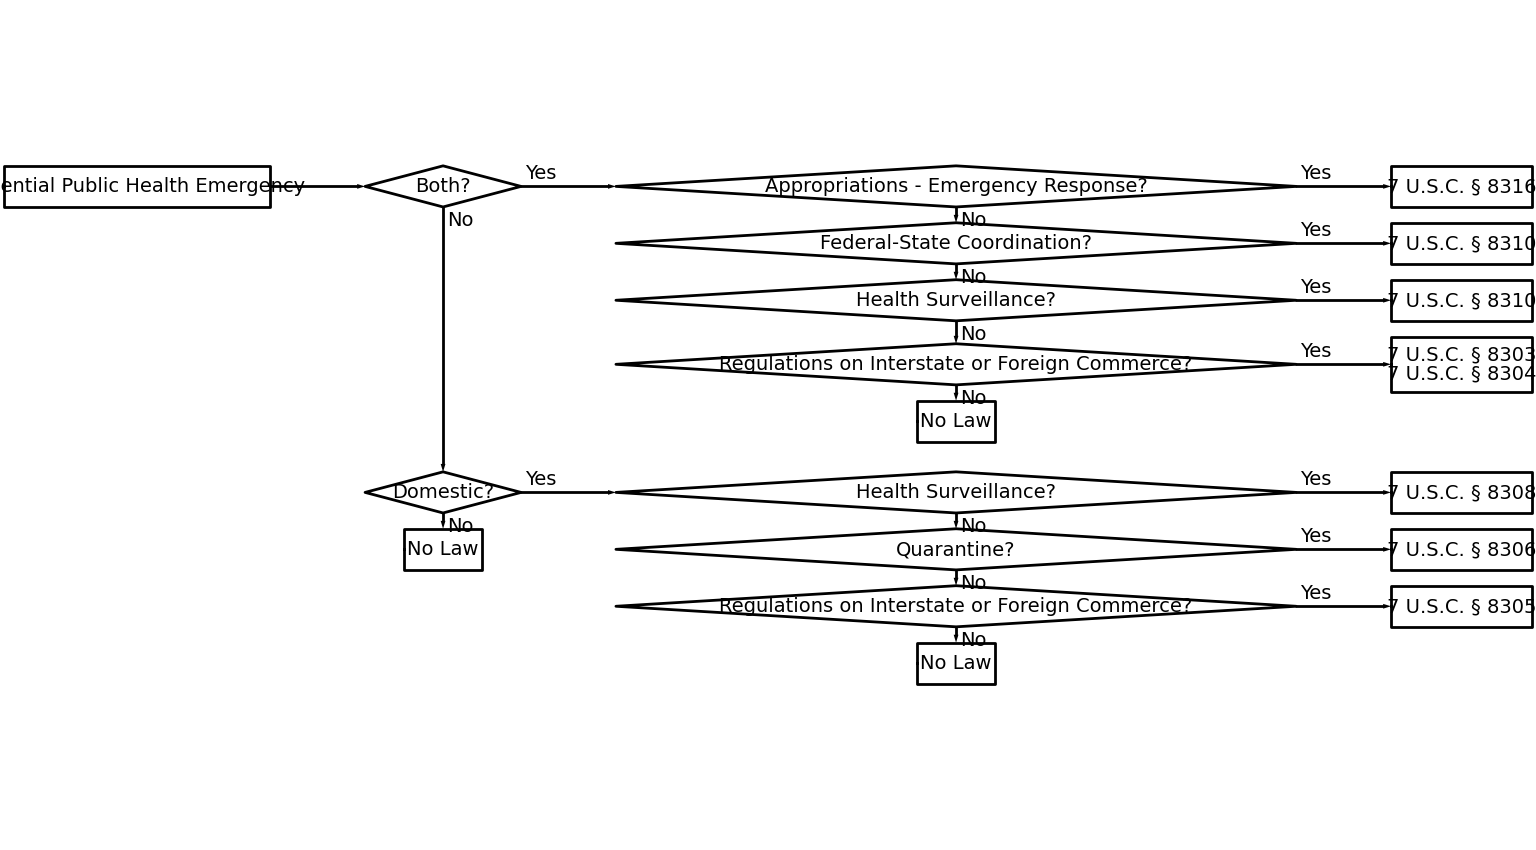 ential Public Health Emergency
Both?
Yes
Appropriations - Emergency Response?
Yes
7 U.S.C. § 8316
No
No
Federal-State Coordination?
Yes
7 U.S.C. § 8310
No
Health Surveillance?
Yes
7 U.S.C. § 8310
No
Regulations on Interstate or Foreign Commerce?
Yes
7 U.S.C. § 8303
7 U.S.C. § 8304
No
No Law
Domestic?
Yes
Health Surveillance?
Yes
7 U.S.C. § 8308
No
No Law
No
Quarantine?
Yes
7 U.S.C. § 8306
No
Regulations on Interstate or Foreign Commerce?
Yes
7 U.S.C. § 8305
No
No Law